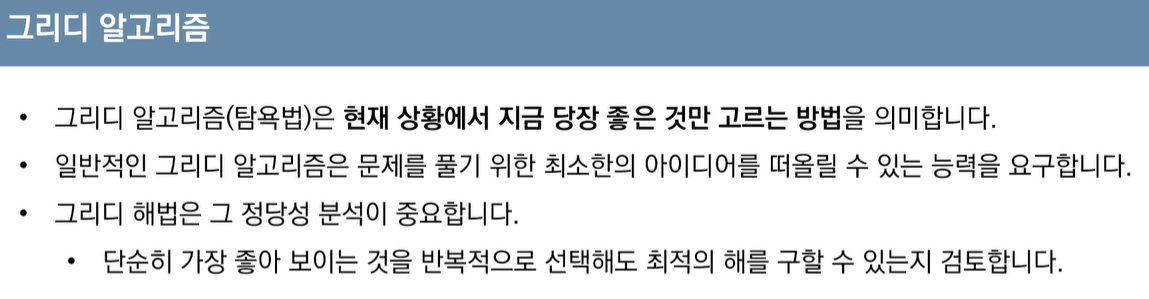 그리디 알고리즘
• 그리디 알고리즘(탐욕법)은 현재 상황에서 지금 당장 좋은 것만 고르는 방법을 의미합니다.
• 일반적인 그리디 알고리즘은 문제를 풀기 위한 최소한의 아이디어를 떠올릴 수 있는 능력을 요구합니다.
• 그리디 해법은 그 정당성 분석이 중요합니다.
• 단순히 가장 좋아 보이는 것을 반복적으로 선택해도 최적의 해를 구할 수 있는지 검토합니다.